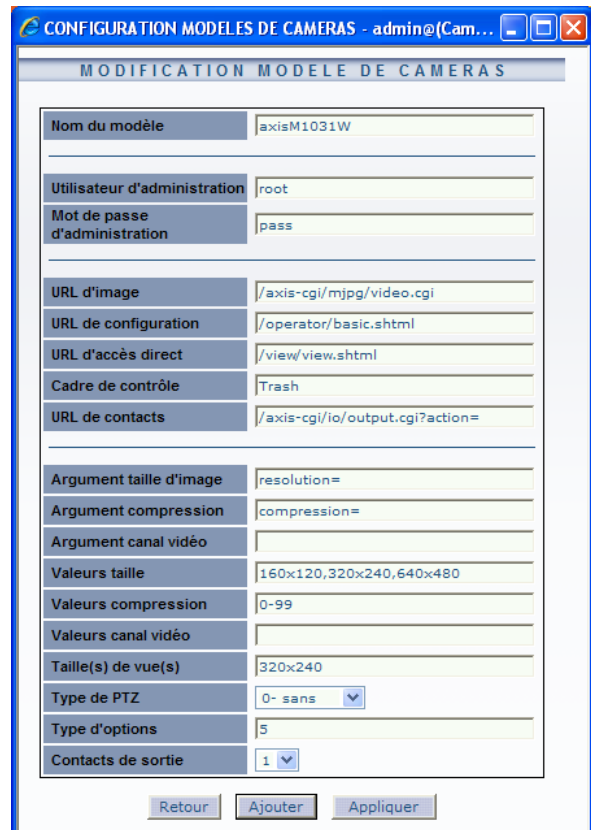 CONFIGURATION MODELES DE CAMERAS - admin@(Cam...
MODIFICATION MODELE DE CAMERAS
Nom du modèle axisM1031W
Utilisateur d'administration root
Mot de passe
d'administration pass
URL d'image /axis-cgi/mjpg/video.cgi
URL de configuration /operator/basic.shtml
URL d'accès direct /view/view.shtml
Cadre de contrôle Trash
URL de contacts /axis-cgi/io/output.cgi?action=
Argument taille d'image resolution=
Argument compression compression=
Argument canal vidéo
Valeurs taille 160x120,320x240,640x480
Valeurs compression 0-99
Valeurs canal vidéo
Taille(s) de vue(s) 320x240
Type de PTZ 0- sans
Type d'options 5
Contacts de sortie 1
Retour Ajouter Appliquer